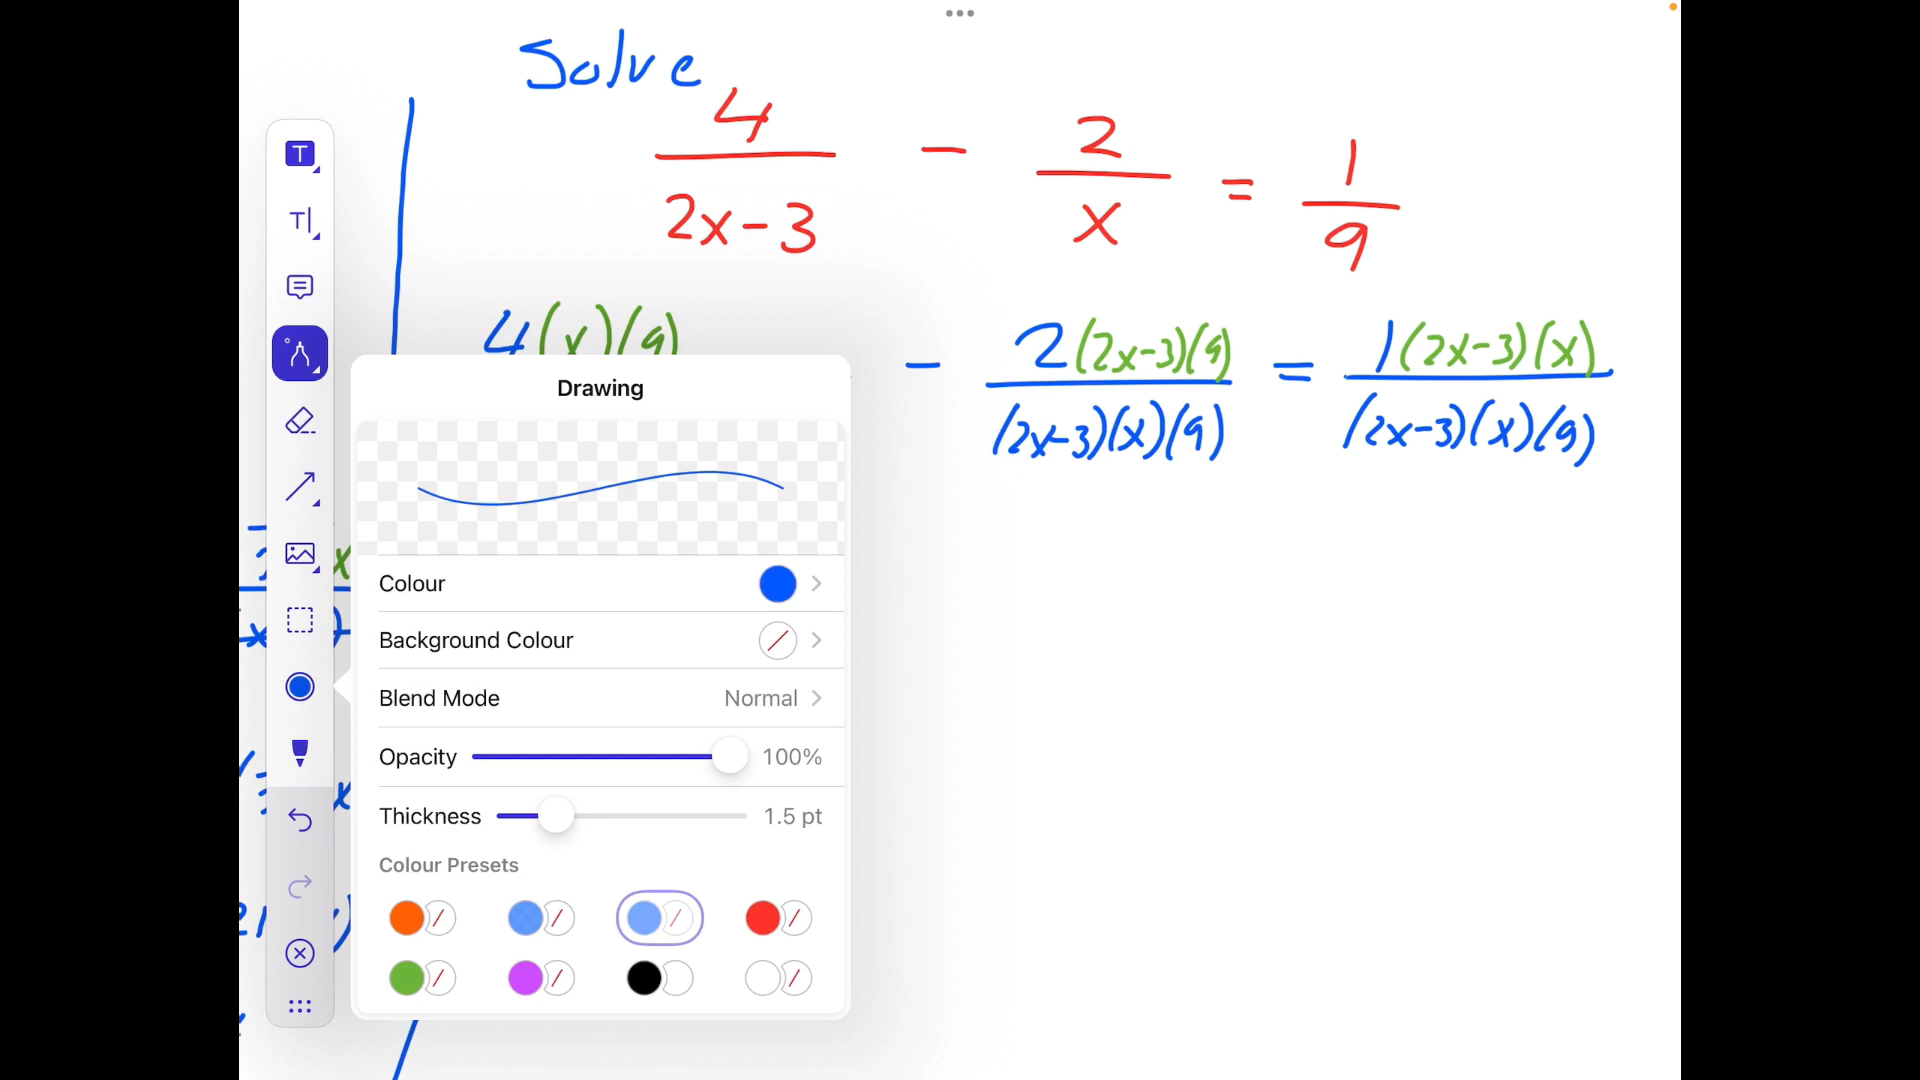 Solve
4/(2x-3) - 2/x = 1/9
4(x)(9) - 2(2x-3)(9)/(2x-3)(x)(9) = 1(2x-3)(x)/(2x-3)(x)(9)
T
T|
Drawing
Colour
Background Colour
Blend Mode Normal
Opacity 100%
Thickness 1.5 pt
Colour Presets